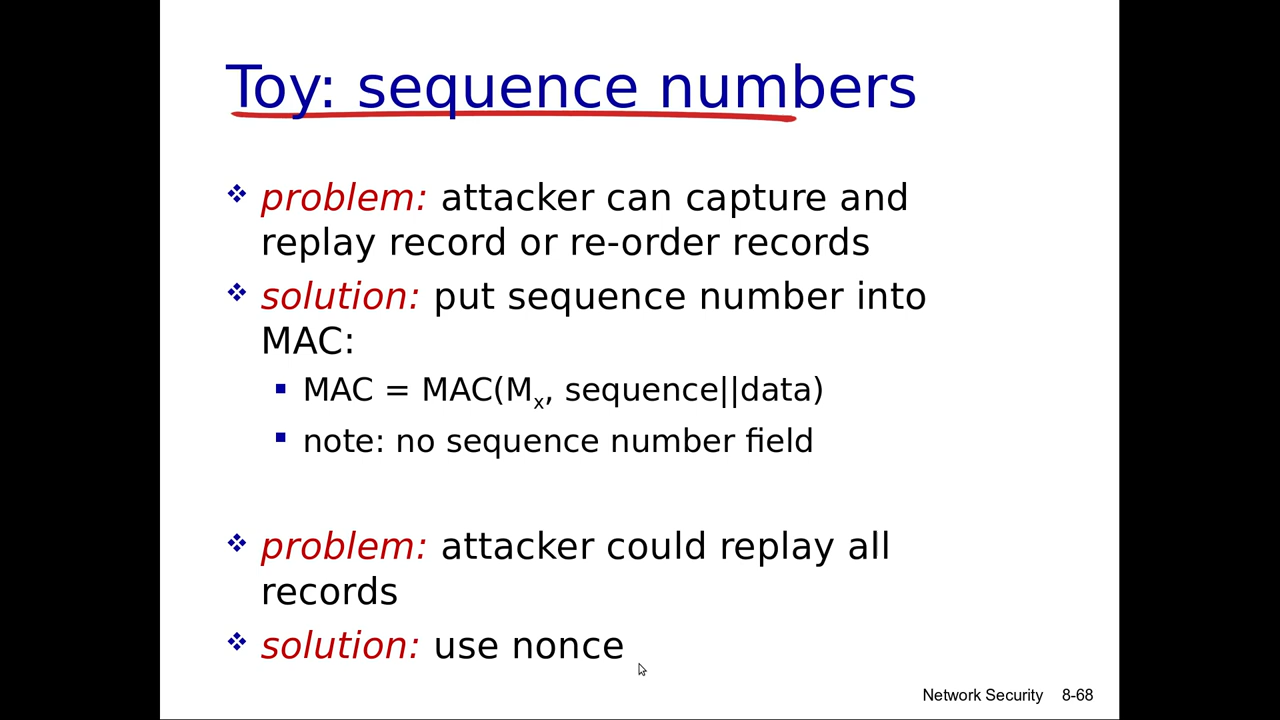 Toy: sequence numbers
problem: attacker can capture and
replay record or re-order records
solution: put sequence number into
MAC:
MAC = MAC(Mx, sequence||data)
note: no sequence number field
problem: attacker could replay all
records
solution: use nonce
Network Security 8-68